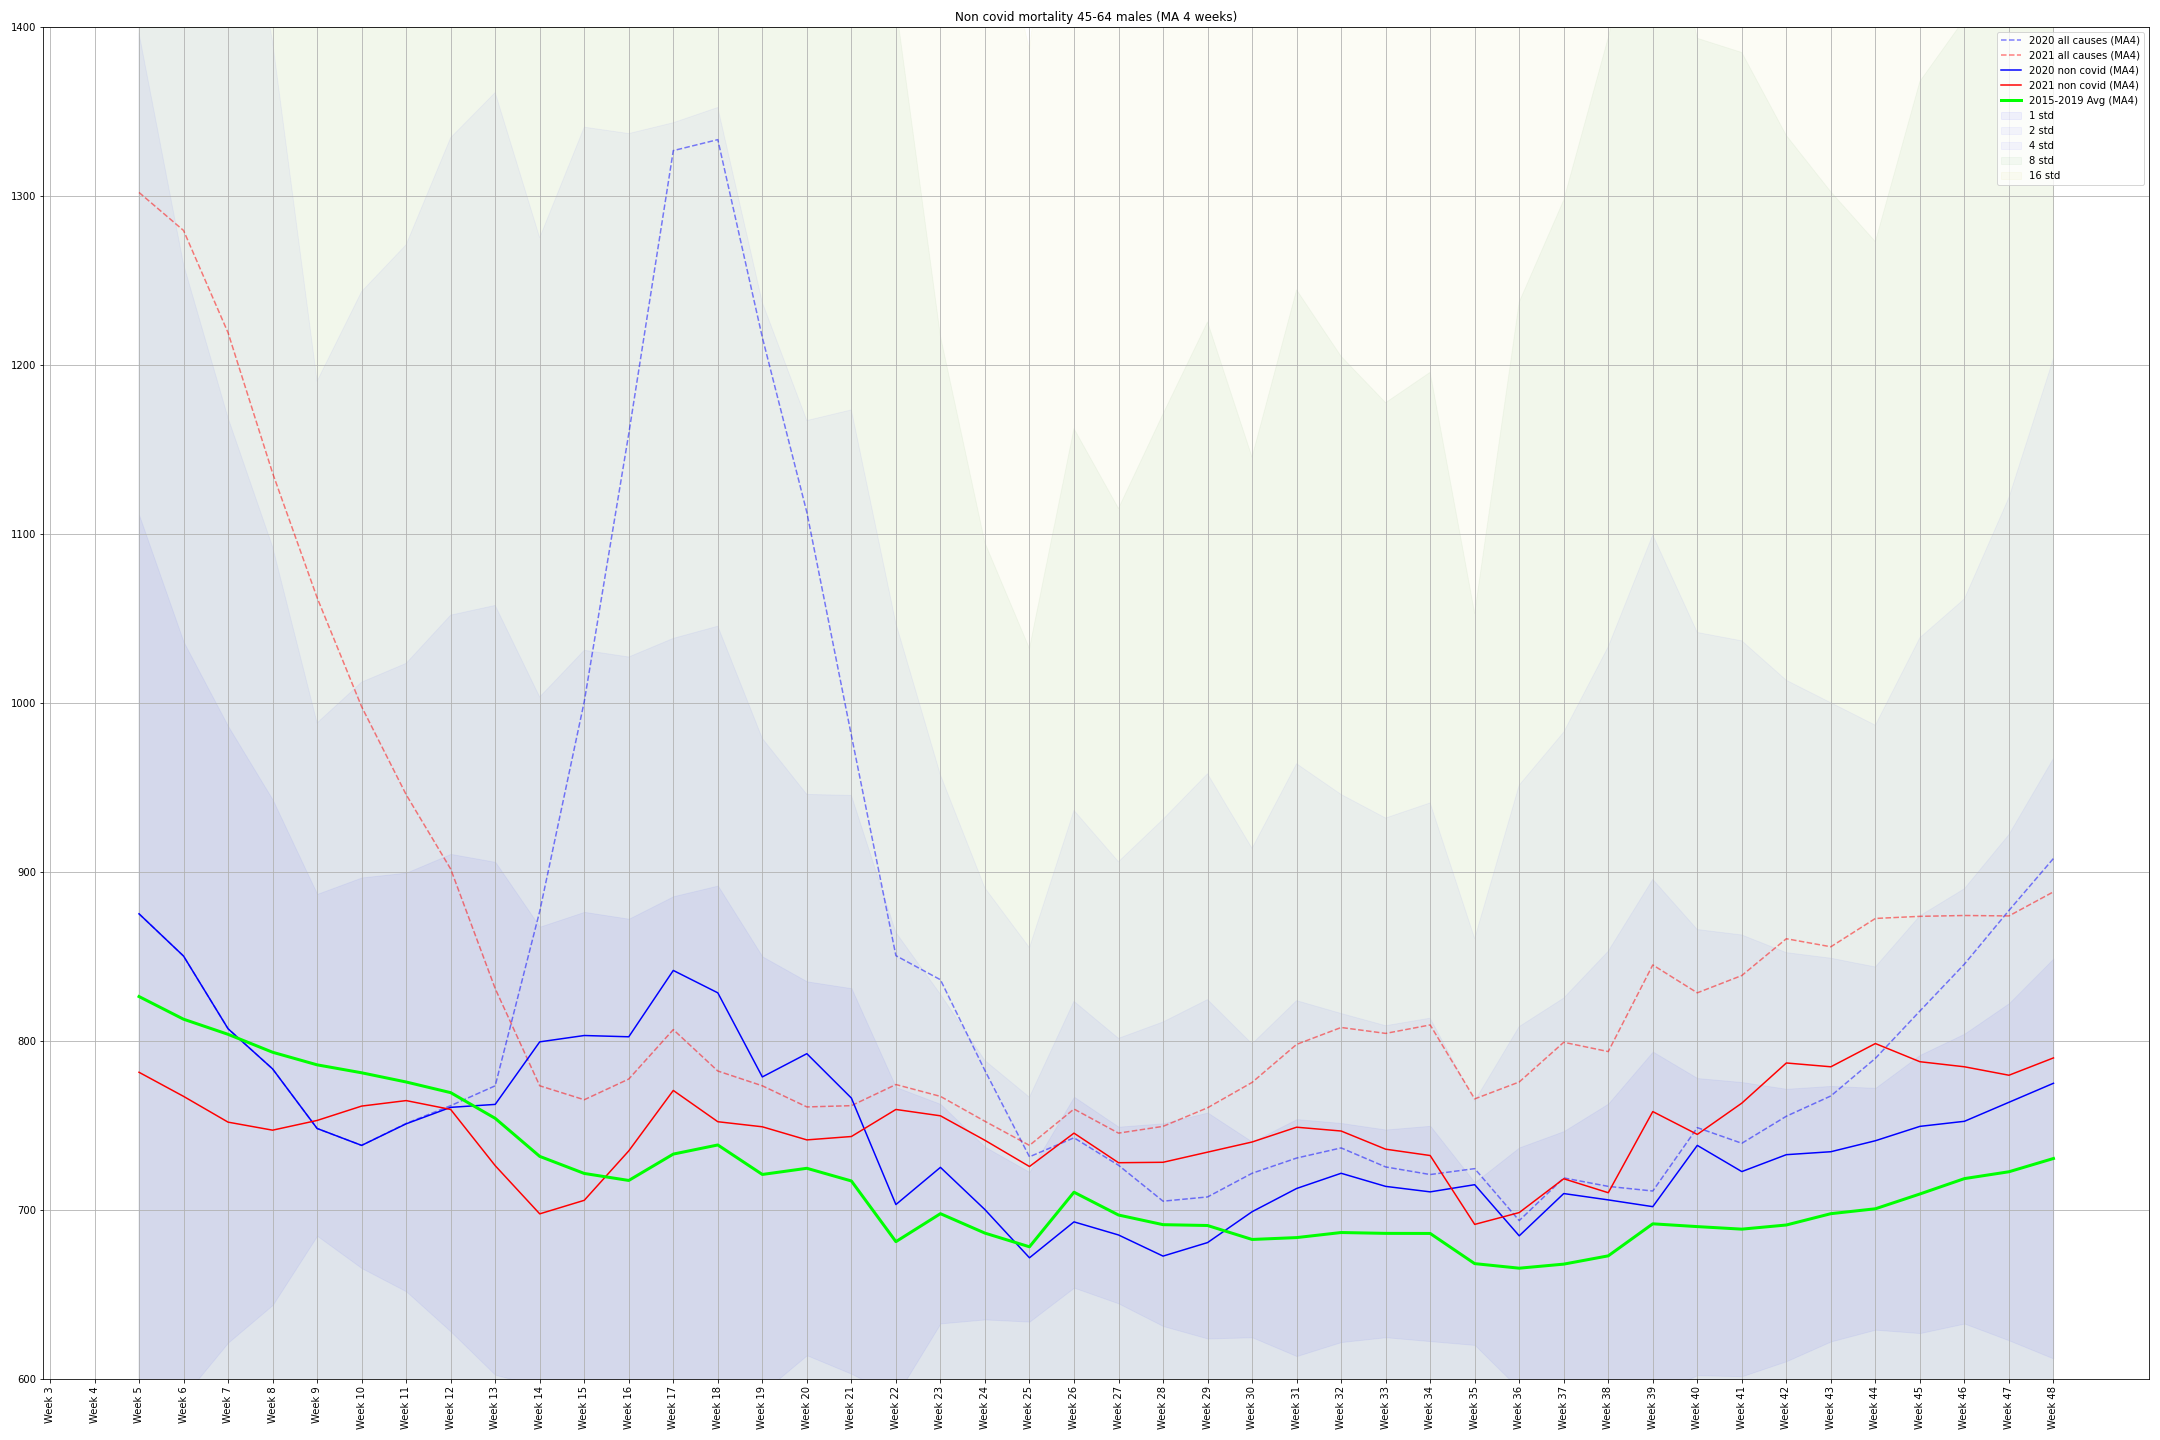 Non covid mortality 45-64 males (MA 4 weeks)
1400
1300
1200
1100
1000
900
800
700
600
2020 all causes (MA4)
2021 all causes (MA4)
2020 non covid (MA4)
2021 non covid (MA4)
2015-2019 Avg (MA4)
1 std
2 std
4 std
8 std
16 std
Week 3
Week 4
Week 5
Week 6
Week 7
Week 8
Week 9
Week 10
Week 11
Week 12
Week 13
Week 14
Week 15
Week 16
Week 17
Week 18
Week 19
Week 20
Week 21
Week 22
Week 23
Week 24
Week 25
Week 26
Week 27
Week 28
Week 29
Week 30
Week 31
Week 32
Week 33
Week 34
Week 35
Week 36
Week 37
Week 38
Week 39
Week 40
Week 41
Week 42
Week 43
Week 44
Week 45
Week 46
Week 47
Week 48